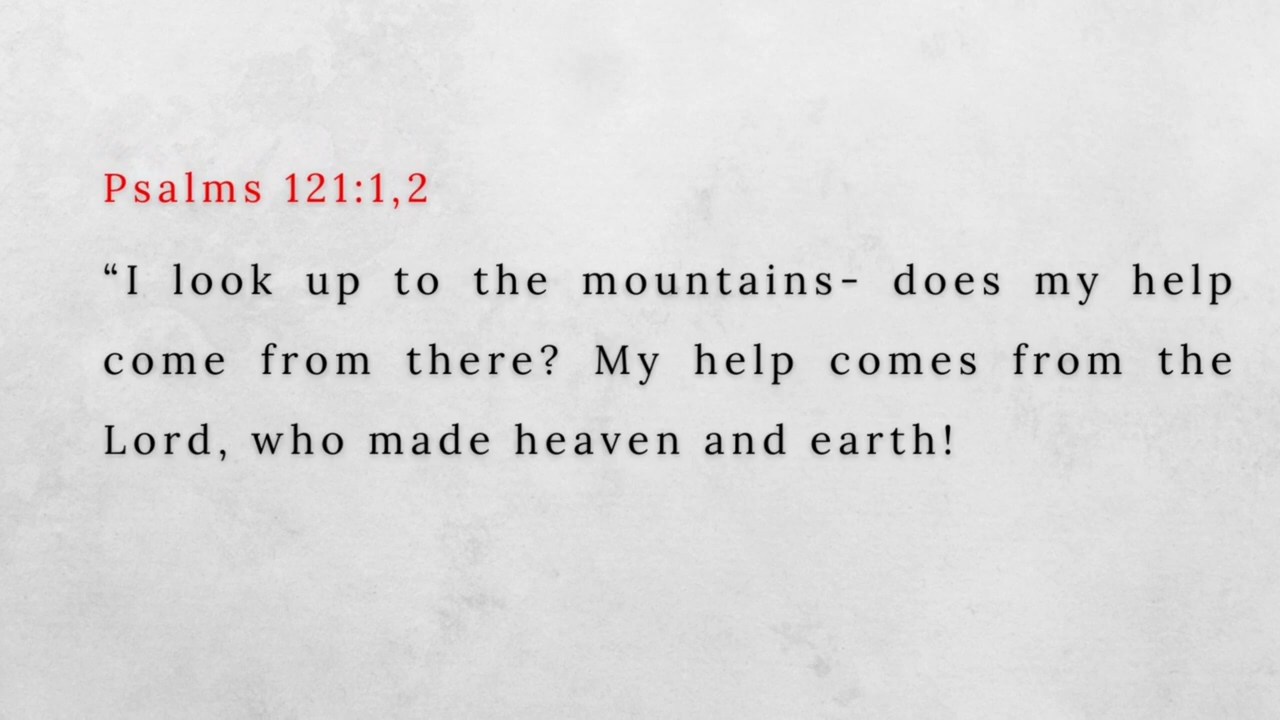 Psalms 121:1,2
“I look up to the mountains- does my help
come from there? My help comes from the
Lord, who made heaven and earth!